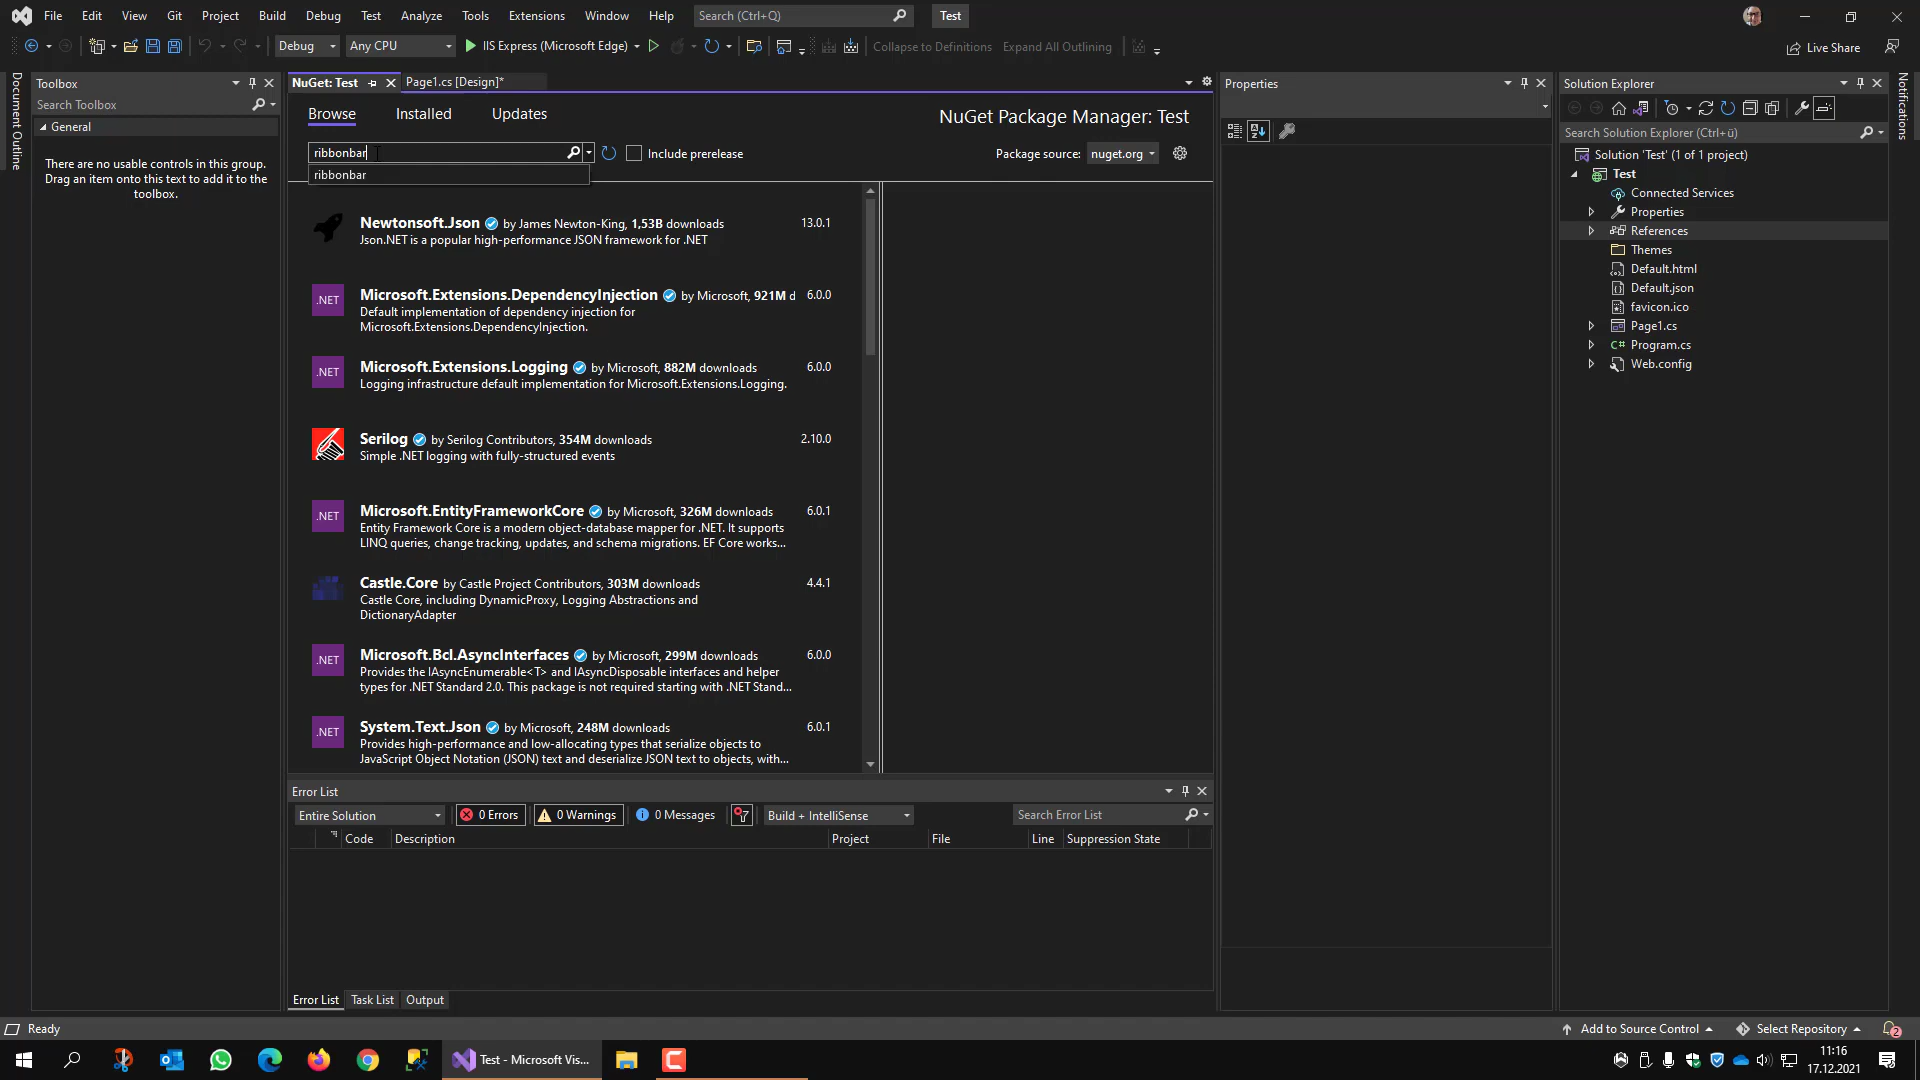 File Edit View Git Project Build Debug Test Analyze Tools Extensions Window Help Search (Ctrl+Q) Test
Debug Any CPU IIS Express (Microsoft Edge) Collapse to Definitions Expand All Outlining Live Share
Document Outline
Toolbox
Search Toolbox
General
There are no usable controls in this group.
Drag an item onto this text to add it to the
toolbox.
NuGet: Test Page1.cs [Design]*
Browse Installed Updates NuGet Package Manager: Test
ribbonbar Include prerelease Package source: nuget.org
ribbonbar
Newtonsoft.Json by James Newton-King, 1,53B downloads 13.0.1
Json.NET is a popular high-performance JSON framework for .NET
.NET Microsoft.Extensions.DependencyInjection by Microsoft, 921M d 6.0.0
Default implementation of dependency injection for
Microsoft.Extensions.DependencyInjection.
.NET Microsoft.Extensions.Logging by Microsoft, 882M downloads 6.0.0
Logging infrastructure default implementation for Microsoft.Extensions.Logging.
Serilog by Serilog Contributors, 354M downloads 2.10.0
Simple .NET logging with fully-structured events
.NET Microsoft.EntityFrameworkCore by Microsoft, 326M downloads 6.0.1
Entity Framework Core is a modern object-database mapper for .NET. It supports
LINQ queries, change tracking, updates, and schema migrations. EF Core works...
Castle.Core by Castle Project Contributors, 303M downloads 4.4.1
Castle Core, including DynamicProxy, Logging Abstractions and
DictionaryAdapter
.NET Microsoft.Bcl.AsyncInterfaces by Microsoft, 299M downloads 6.0.0
Provides the IAsyncEnumerable<T> and IAsyncDisposable interfaces and helper
types for .NET Standard 2.0. This package is not required starting with .NET Stand...
.NET System.Text.Json by Microsoft, 248M downloads 6.0.1
Provides high-performance and low-allocating types that serialize objects to
JavaScript Object Notation (JSON) text and deserialize JSON text to objects, with...
Error List
Entire Solution 0 Errors 0 Warnings 0 Messages Build + IntelliSense Search Error List
Code Description Project File Line Suppression State
Error List Task List Output
Properties
Solution Explorer
Search Solution Explorer (Ctrl+ü)
Solution 'Test' (1 of 1 project)
Test
Connected Services
Properties
References
Themes
Default.html
Default.json
favicon.ico
Page1.cs
C# Program.cs
Web.config
Notifications
Ready Add to Source Control Select Repository 2
Test - Microsoft Vis... 11:16
17.12.2021